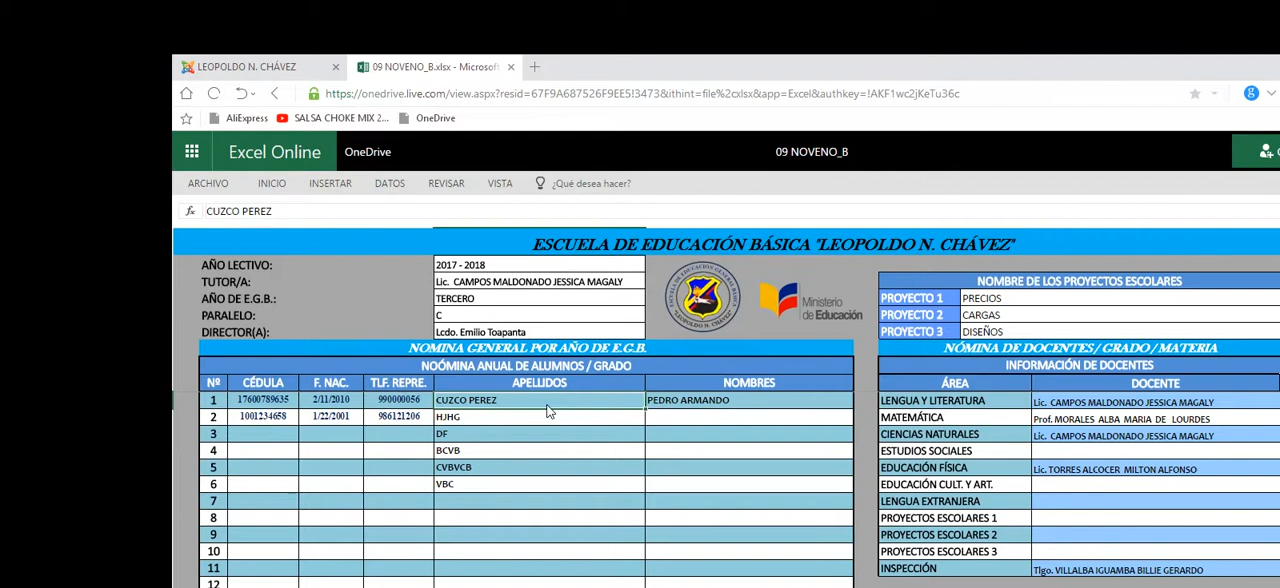 LEOPOLDO N. CHÁVEZ
09 NOVENO_B.xlsx - Microsoft
https://onedrive.live.com/view.aspx?resid=67F9A687526F9EE5!3473&ithint=file%2cxlsx&app=Excel&authkey=!AKF1wc2jKeTu36c
AliExpress SALSA CHOKE MIX 2... OneDrive
Excel Online OneDrive 09 NOVENO_B
ARCHIVO INICIO INSERTAR DATOS REVISAR VISTA ¿Qué desea hacer?
fx CUZCO PEREZ
ESCUELA DE EDUCACIÓN BÁSICA "LEOPOLDO N. CHÁVEZ"
AÑO LECTIVO: 2017 - 2018
TUTOR/A: Lic. CAMPOS MALDONADO JESSICA MAGALY
AÑO DE E.G.B.: TERCERO
PARALELO: C
DIRECTOR(A): Lcdo. Emilio Toapanta
Ministerio
de Educación
NOMBRE DE LOS PROYECTOS ESCOLARES
PROYECTO 1 PRECIOS
PROYECTO 2 CARGAS
PROYECTO 3 DISEÑOS
NOMINA GENERAL POR AÑO DE E.G.B.
NOÓMINA ANUAL DE ALUMNOS / GRADO
Nº CÉDULA F. NAC. TLF. REPRE. APELLIDOS NOMBRES
1 17600789635 2/11/2010 990000056 CUZCO PEREZ PEDRO ARMANDO
2 1001234658 1/22/2001 986121206 HJHG
3 DF
4 BCVB
5 CVBVCB
6 VBC
7
8
9
10
11
12
NÓMINA DE DOCENTES / GRADO / MATERIA
INFORMACIÓN DE DOCENTES
ÁREA DOCENTE
LENGUA Y LITERATURA Lic. CAMPOS MALDONADO JESSICA MAGALY
MATEMÁTICA Prof. MORALES ALBA MARIA DE LOURDES
CIENCIAS NATURALES Lic. CAMPOS MALDONADO JESSICA MAGALY
ESTUDIOS SOCIALES
EDUCACIÓN FÍSICA Lic. TORRES ALCOCER MILTON ALFONSO
EDUCACIÓN CULT. Y ART.
LENGUA EXTRANJERA
PROYECTOS ESCOLARES 1
PROYECTOS ESCOLARES 2
PROYECTOS ESCOLARES 3
INSPECCIÓN Tlgo. VILLALBA IGUAMBA BILLIE GERARDO